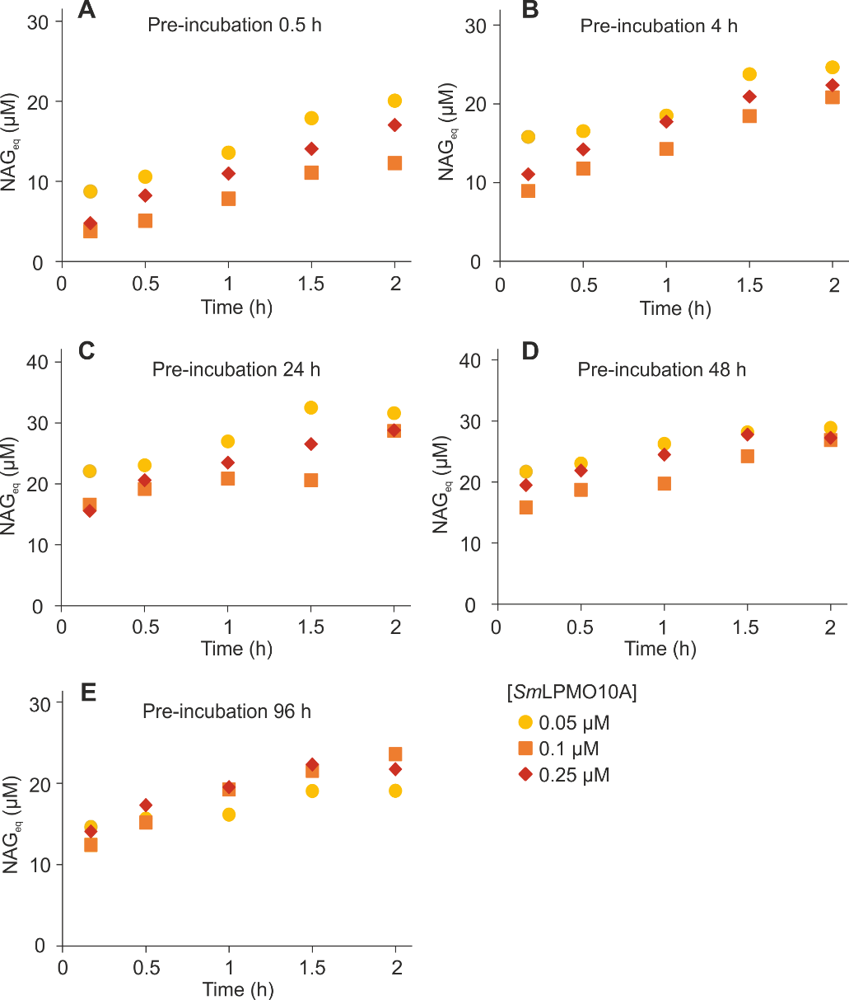 A
Pre-incubation 0.5 h
NAGeq (µM)
30
20
10
0
0 0.5 1 1.5 2
Time (h)
B
Pre-incubation 4 h
NAGeq (µM)
30
20
10
0
0 0.5 1 1.5 2
Time (h)
C
Pre-incubation 24 h
NAGeq (µM)
40
30
20
10
0
0 0.5 1 1.5 2
Time (h)
D
Pre-incubation 48 h
NAGeq (µM)
40
30
20
10
0
0 0.5 1 1.5 2
Time (h)
E
Pre-incubation 96 h
NAGeq (µM)
30
20
10
0
0 0.5 1 1.5 2
Time (h)
[SmLPMO10A]
0.05 µM
0.1 µM
0.25 µM